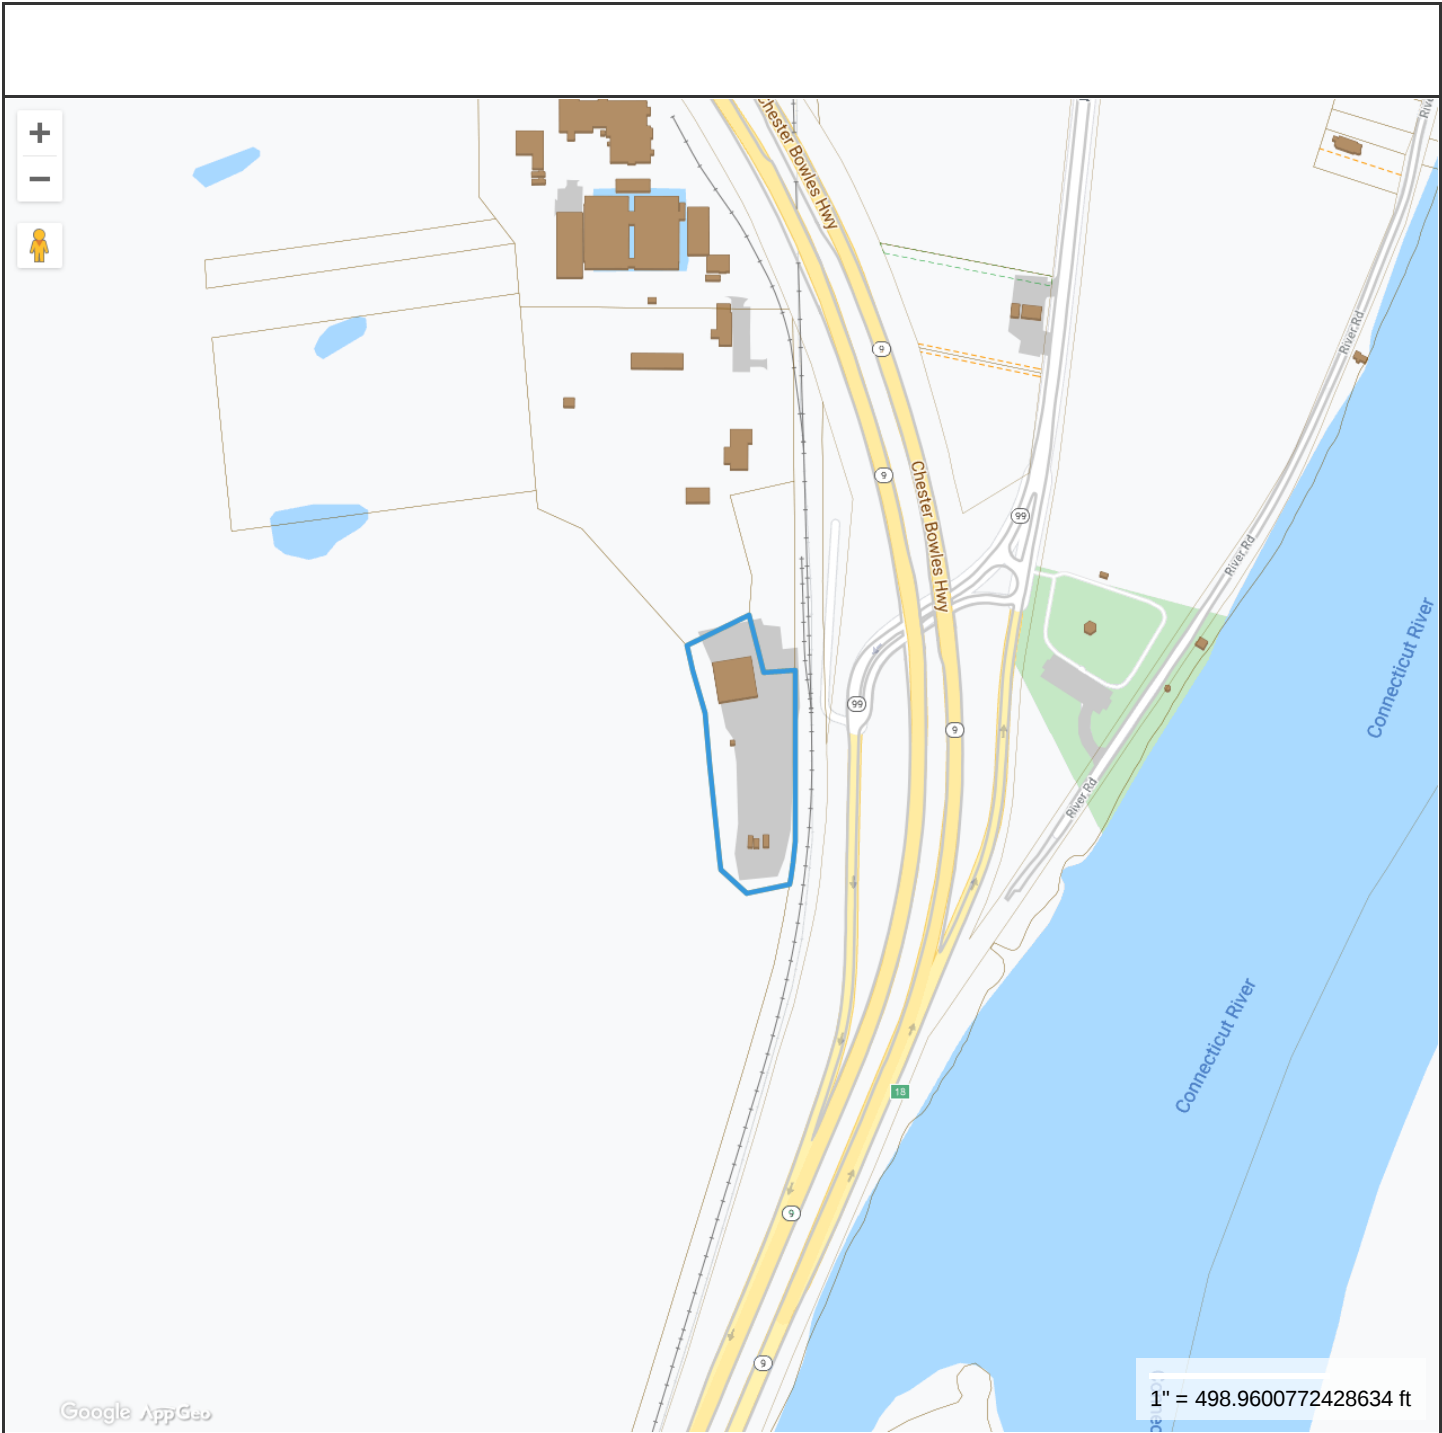 +
−
Chester Bowles Hwy
Rive
River Rd
9
9
Chester Bowles Hwy
99
River Rd
Connecticut River
99
9
River Rd
Connecticut River
18
9
9
1" = 498.9600772428634 ft
Google AppGeo